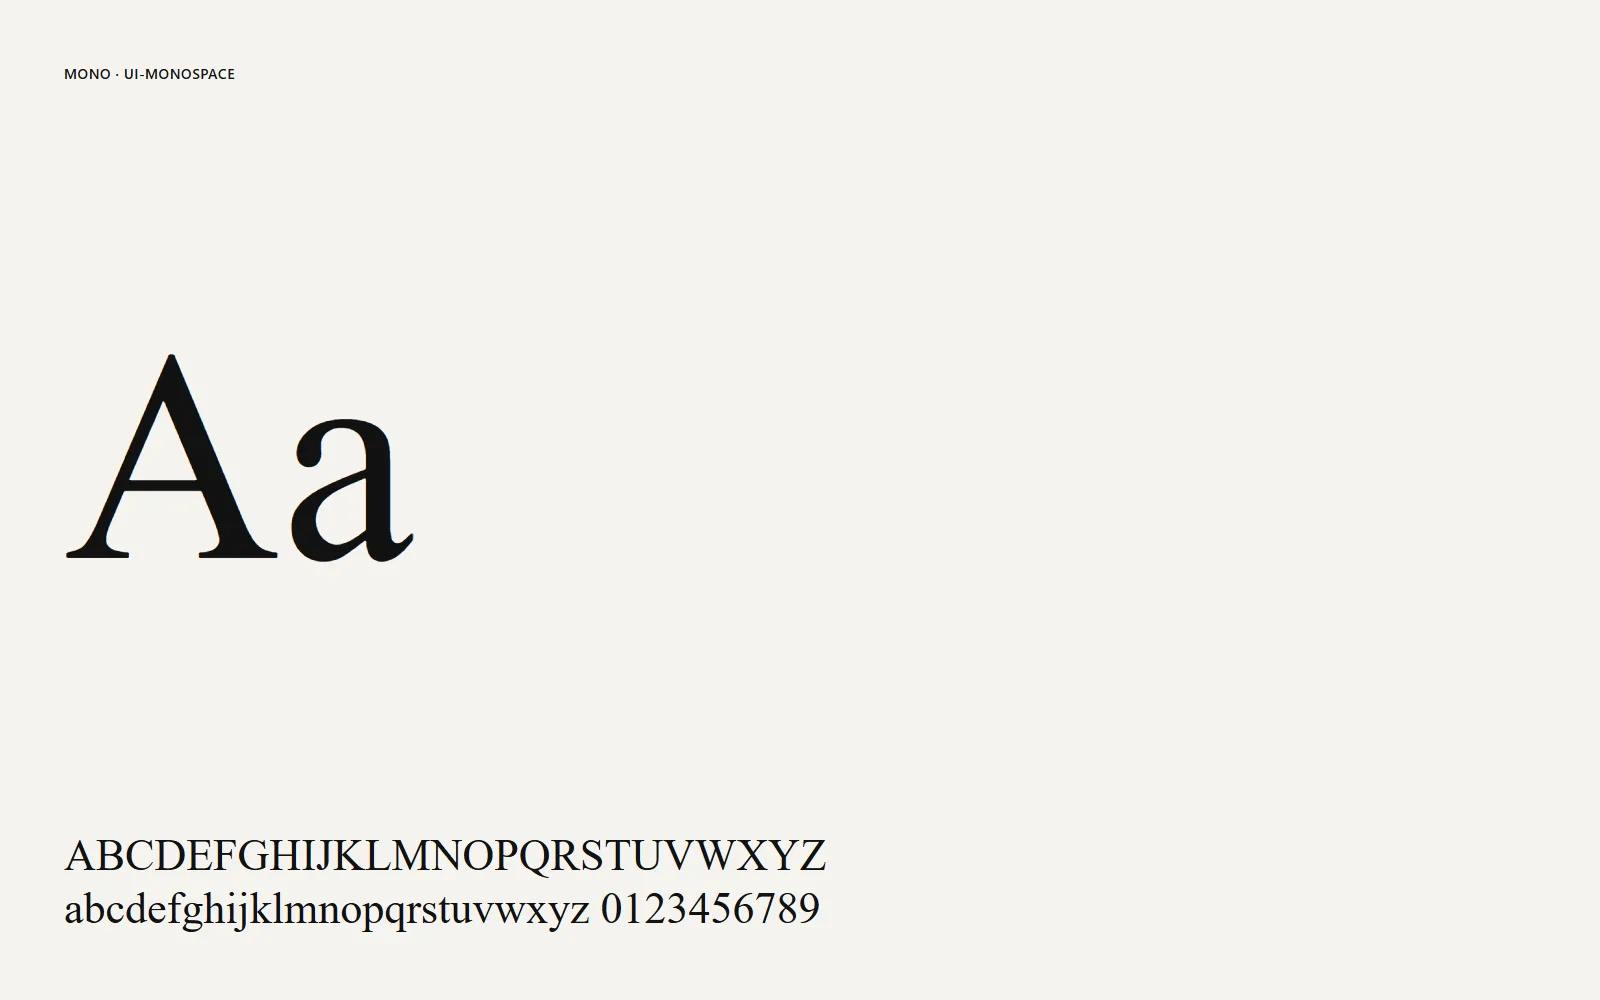 MONO · UI-MONOSPACE
Aa
ABCDEFGHIJKLMNOPQRSTUVWXYZ
abcdefghijklmnopqrstuvwxyz 0123456789